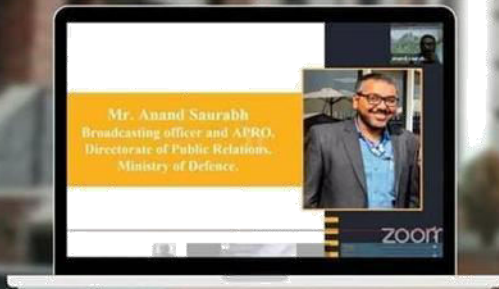 Mr. Anand Saurabh
Broadcasting officer and APRO,
Directorate of Public Relations,
Ministry of Defence.
zoom